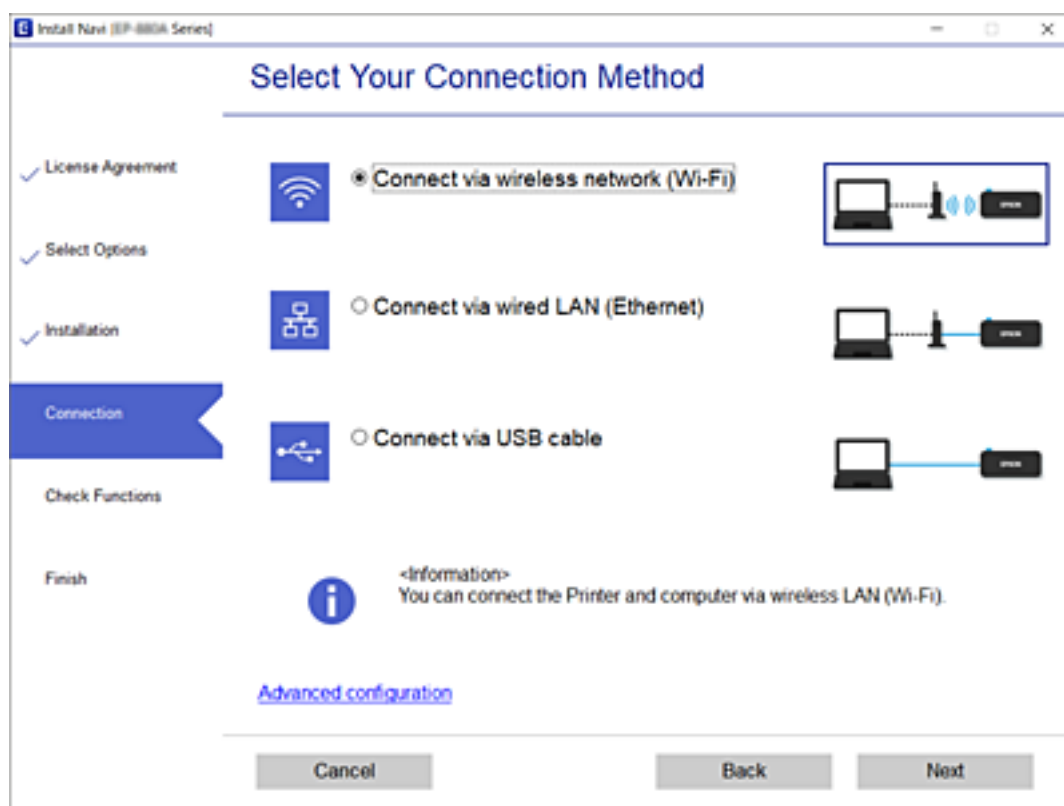 Install Navi [EP-880A Series]
Select Your Connection Method
License Agreement
Select Options
Installation
Connection
Check Functions
Finish
Connect via wireless network (Wi-Fi)
Connect via wired LAN (Ethernet)
Connect via USB cable
<Information>
You can connect the Printer and computer via wireless LAN (Wi-Fi).
Advanced configuration
Cancel
Back
Next